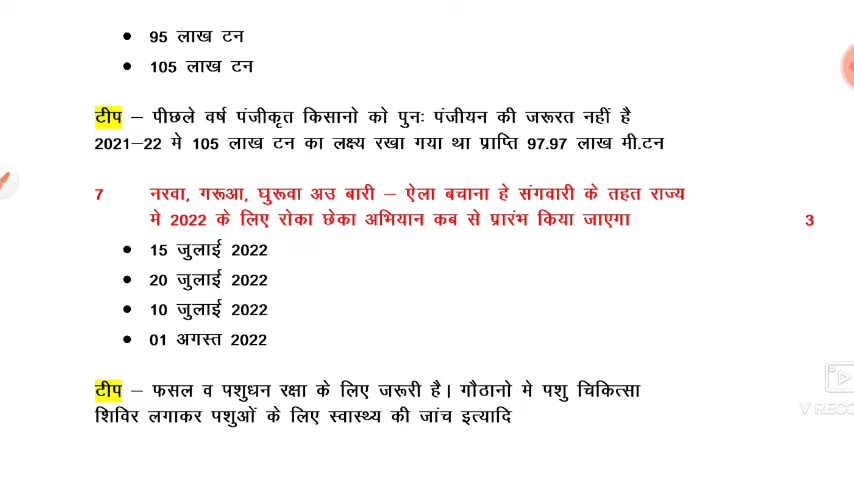 • 95 लाख टन
• 105 लाख टन
टीप – पीछले वर्ष पंजीकृत किसानो को पुनः पंजीयन की जरूरत नहीं है
2021–22 मे 105 लाख टन का लक्ष्य रखा गया था प्राप्ति 97.97 लाख मी.टन
7 नरवा, गरूआ, घुरूवा अउ बारी – ऐला बचाना हे संगवारी के तहत राज्य
मे 2022 के लिए रोका छेका अभियान कब से प्रारंभ किया जाएगा 3
• 15 जुलाई 2022
• 20 जुलाई 2022
• 10 जुलाई 2022
• 01 अगस्त 2022
टीप – फसल व पशुधन रक्षा के लिए जरूरी है। गौठानो मे पशु चिकित्सा
शिविर लगाकर पशुओं के लिए स्वास्थ्य की जांच इत्यादि
V RECO